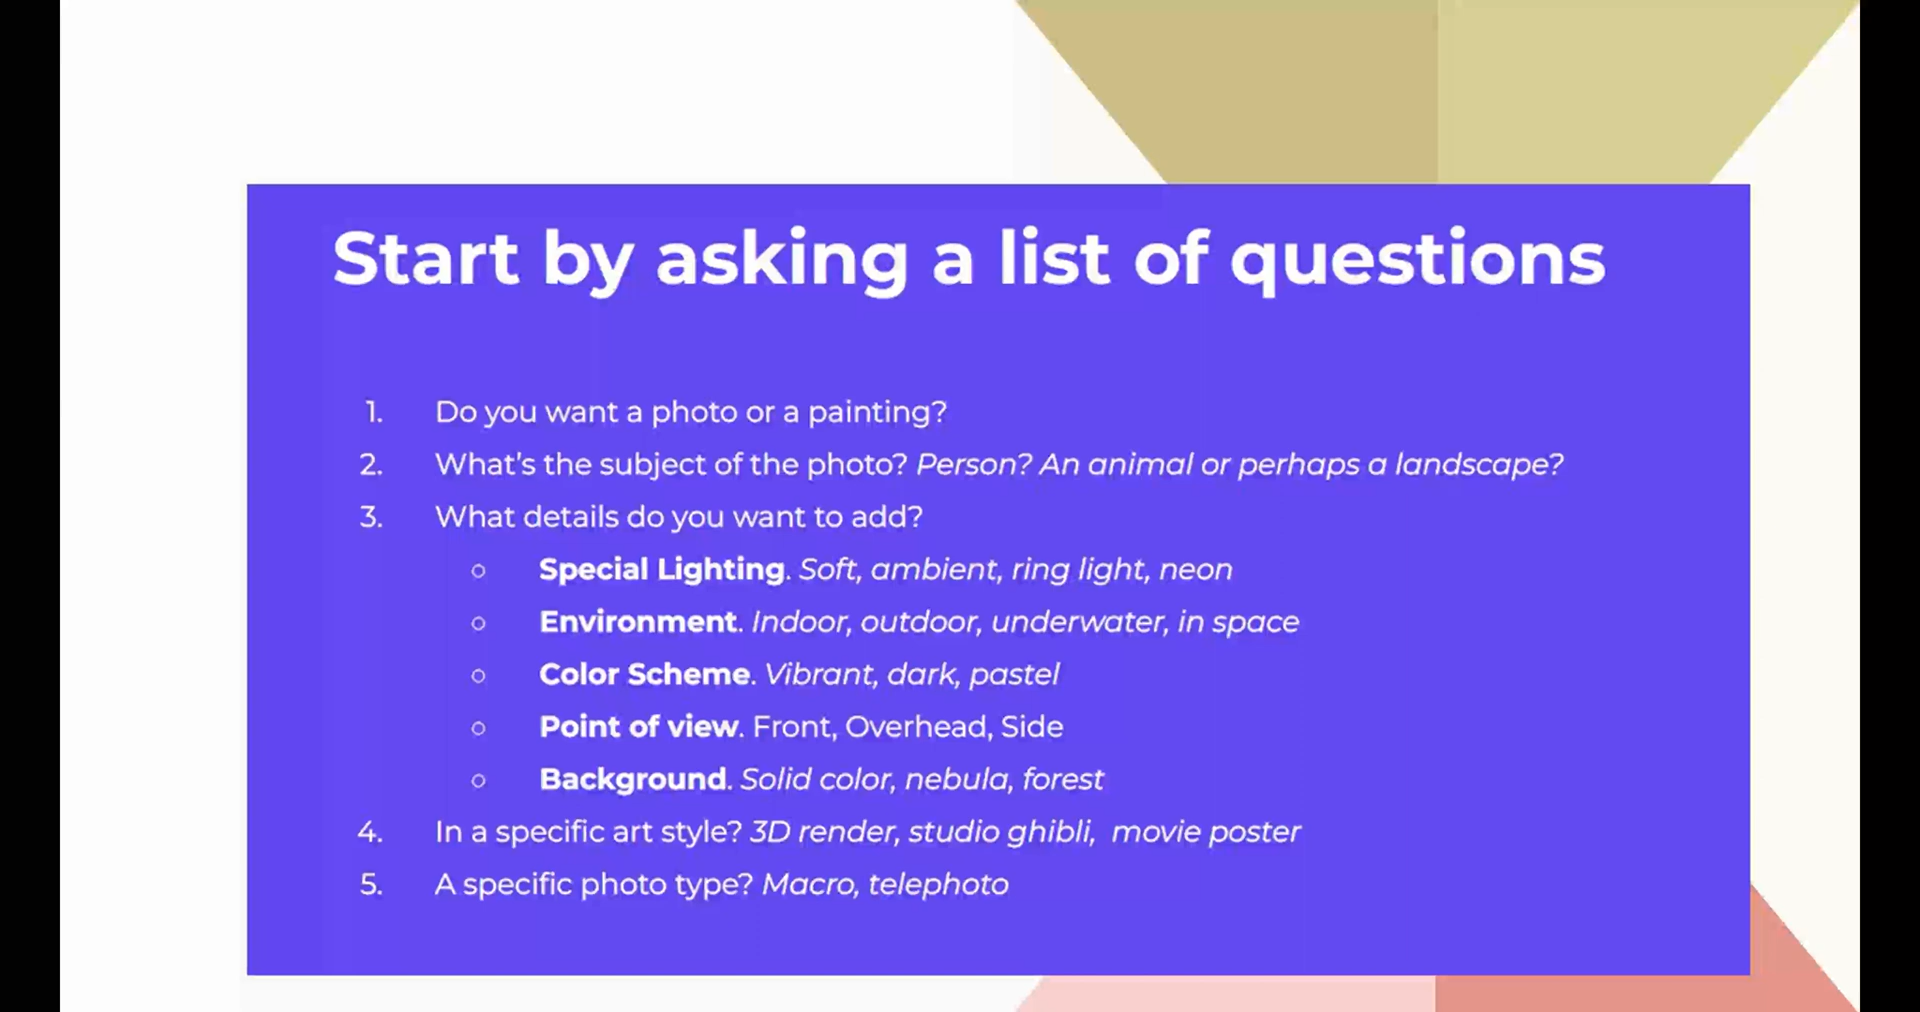 Start by asking a list of questions
1. Do you want a photo or a painting?
2. What's the subject of the photo? Person? An animal or perhaps a landscape?
3. What details do you want to add?
○ Special Lighting. Soft, ambient, ring light, neon
○ Environment. Indoor, outdoor, underwater, in space
○ Color Scheme. Vibrant, dark, pastel
○ Point of view. Front, Overhead, Side
○ Background. Solid color, nebula, forest
4. In a specific art style? 3D render, studio ghibli,  movie poster
5. A specific photo type? Macro, telephoto